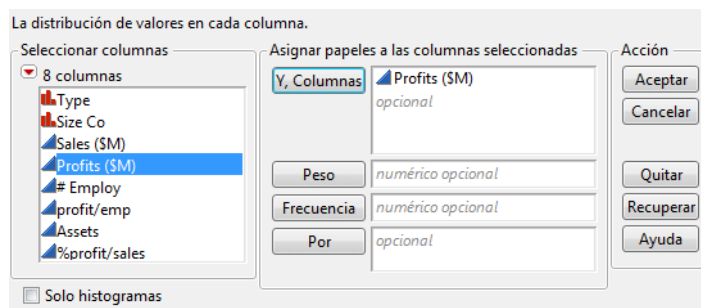 La distribución de valores en cada columna.
Seleccionar columnas
8 columnas
Type
Size Co
Sales ($M)
Profits ($M)
# Employ
profit/emp
Assets
%profit/sales
Solo histogramas
Asignar papeles a las columnas seleccionadas
Y, Columnas
Profits ($M)
opcional
Peso
numérico opcional
Frecuencia
numérico opcional
Por
opcional
Acción
Aceptar
Cancelar
Quitar
Recuperar
Ayuda